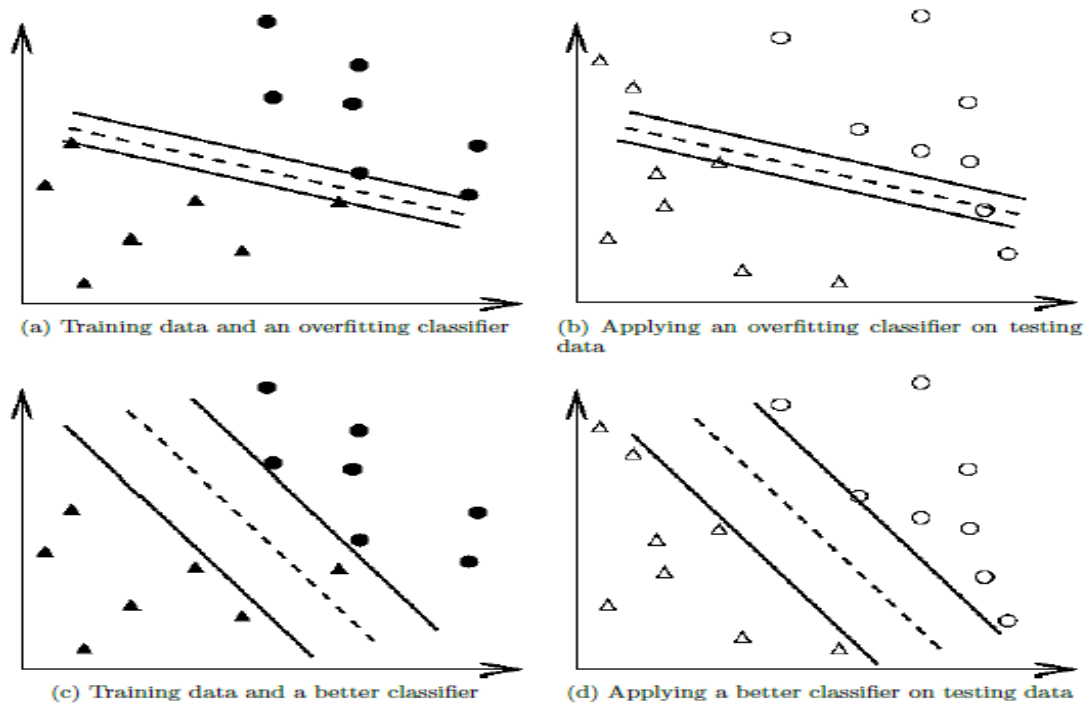 (a) Training data and an overfitting classifier
(b) Applying an overfitting classifier on testing
data
(c) Training data and a better classifier
(d) Applying a better classifier on testing data